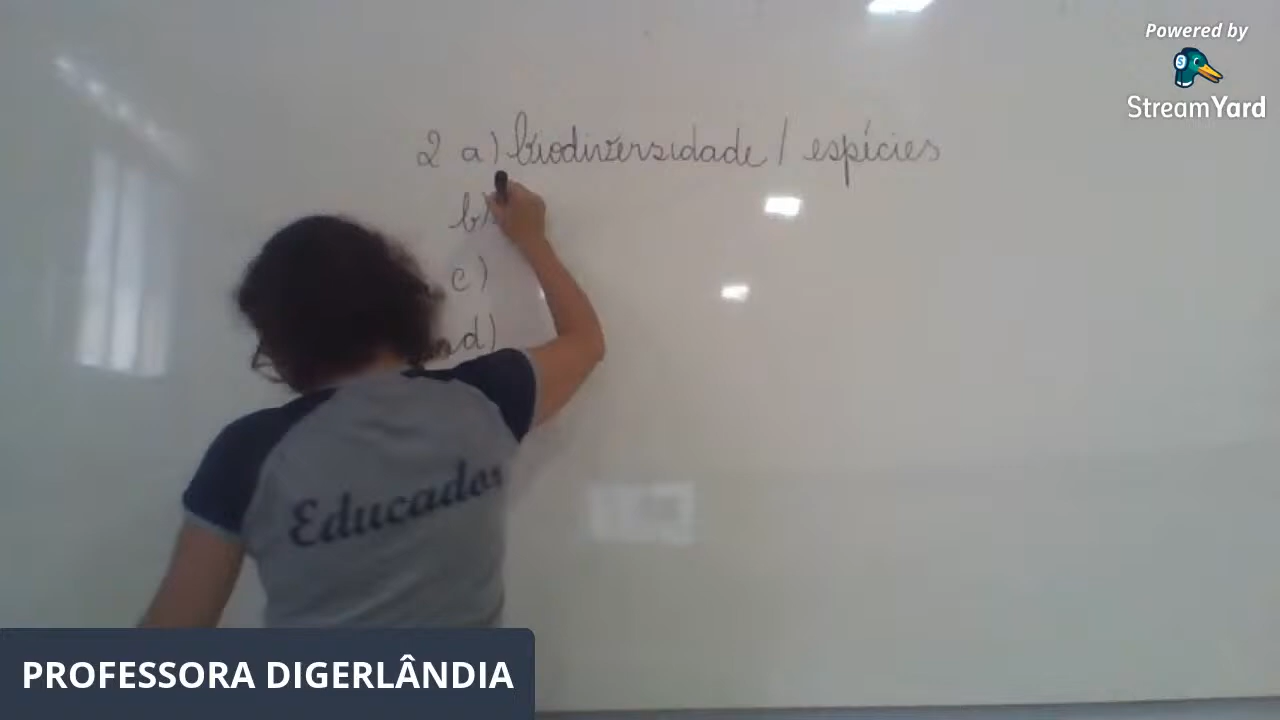 Powered by
StreamYard
2 a) biodiversidade / espécies
b)
c)
d)
Educador
PROFESSORA DIGERLÂNDIA